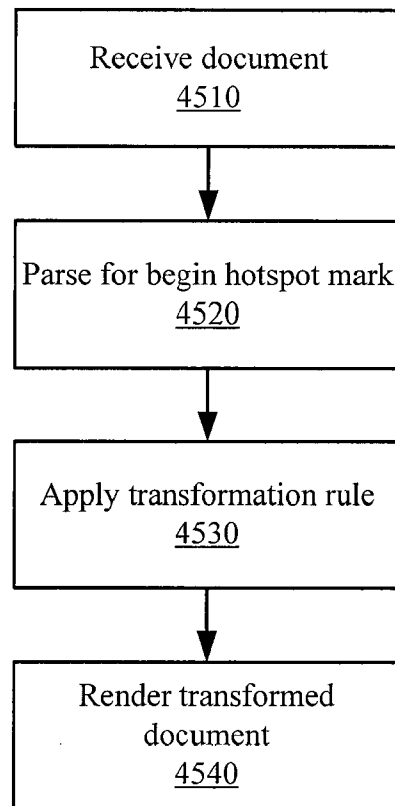 Receive document
4510
Parse for begin hotspot mark
4520
Apply transformation rule
4530
Render transformed
document
4540